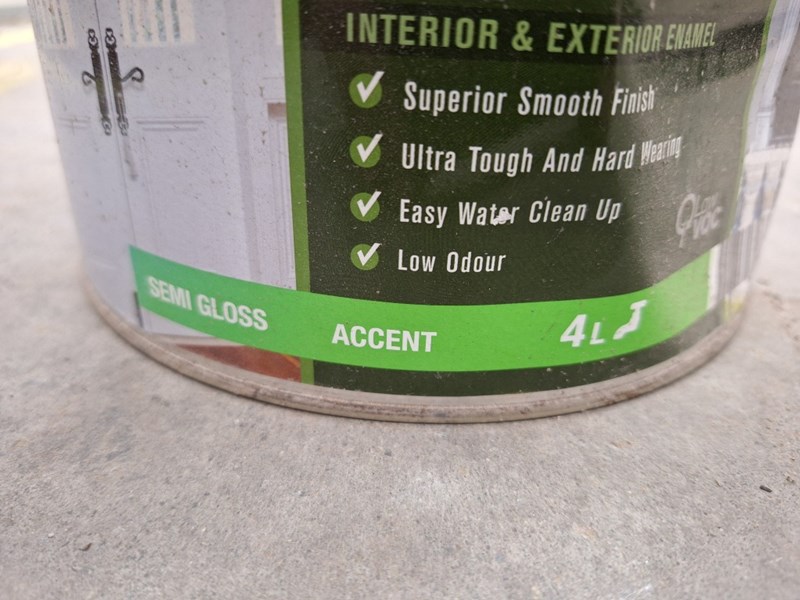 INTERIOR & EXTERIOR ENAMEL
Superior Smooth Finish
Ultra Tough And Hard Wearing
Easy Water Clean Up
Low Odour
VOC
SEMI GLOSS
ACCENT
4L